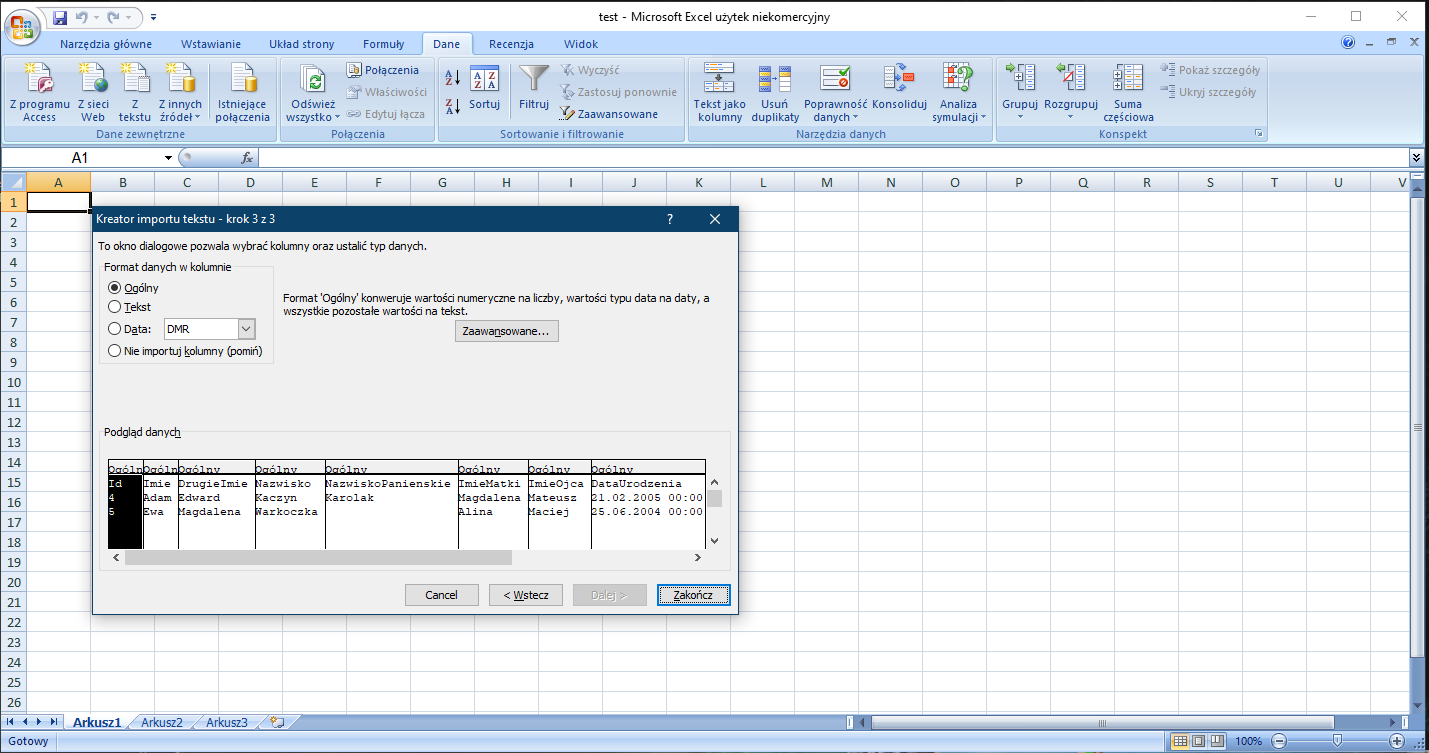 test - Microsoft Excel użytek niekomercyjny
Narzędzia główne Wstawianie Układ strony Formuły Dane Recenzja Widok
Z programu Access
Z sieci Web
Z tekstu
Z innych źródeł
Istniejące połączenia
Dane zewnętrzne
Odśwież wszystko
Połączenia
Właściwości
Edytuj łącza
Połączenia
Sortuj
Filtruj
Wyczyść
Zastosuj ponownie
Zaawansowane
Sortowanie i filtrowanie
Tekst jako kolumny
Usuń duplikaty
Poprawność danych
Konsoliduj
Analiza symulacji
Narzędzia danych
Grupuj
Rozgrupuj
Suma częściowa
Pokaż szczegóły
Ukryj szczegóły
Konspekt
A1 fx
A B C D E F G H I J K L M N O P Q R S T U V
1
2
3
4
5
6
7
8
9
10
11
12
13
14
15
16
17
18
19
20
21
22
23
24
25
26
Kreator importu tekstu - krok 3 z 3 ?
To okno dialogowe pozwala wybrać kolumny oraz ustalić typ danych.
Format danych w kolumnie
Ogólny
Tekst
Data: DMR
Nie importuj kolumny (pomiń)
Format 'Ogólny' konweruje wartości numeryczne na liczby, wartości typu data na daty, a
wszystkie pozostałe wartości na tekst.
Zaawansowane...
Podgląd danych
Ogóln Ogóln Ogólny Ogólny Ogólny Ogólny Ogólny Ogólny
Id Imie DrugieImie Nazwisko NazwiskoPanienskie ImieMatki ImieOjca DataUrodzenia
4 Adam Edward Kaczyn Karolak Magdalena Mateusz 21.02.2005 00:00
5 Ewa Magdalena Warkoczka Alina Maciej 25.06.2004 00:00
Cancel < Wstecz Dalej > Zakończ
Arkusz1 Arkusz2 Arkusz3
Gotowy 100%